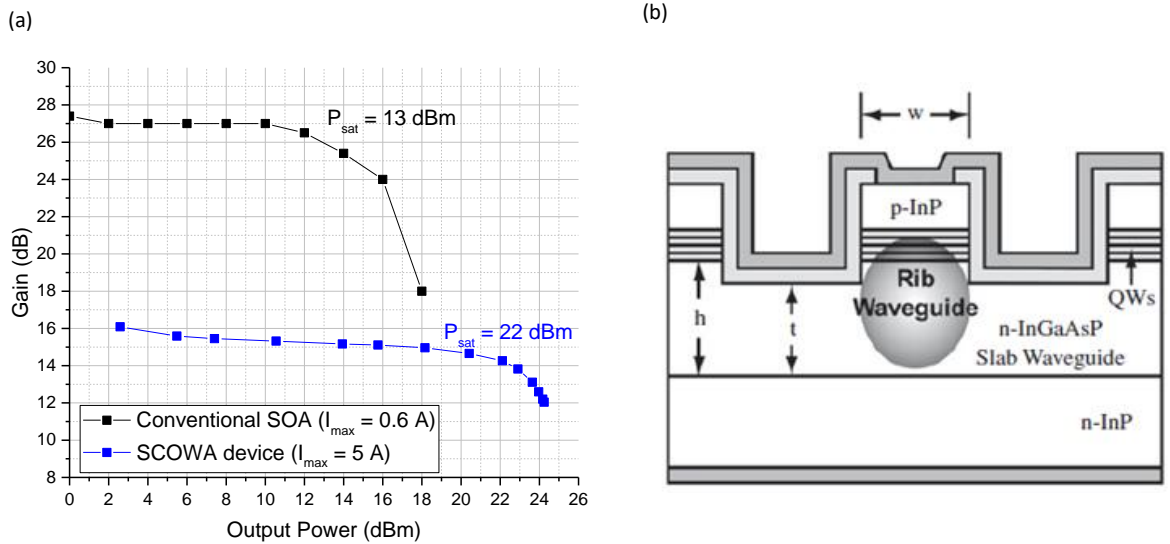 (a)
30
28
26
24
22
20
18
16
14
12
10
8
Gain (dB)
P_sat = 13 dBm
P_sat = 22 dBm
Conventional SOA (I_max = 0.6 A)
SCOWA device (I_max = 5 A)
0 2 4 6 8 10 12 14 16 18 20 22 24 26
Output Power (dBm)
(b)
w
p-InP
Rib
Waveguide
QWs
h
t
n-InGaAsP
Slab Waveguide
n-InP